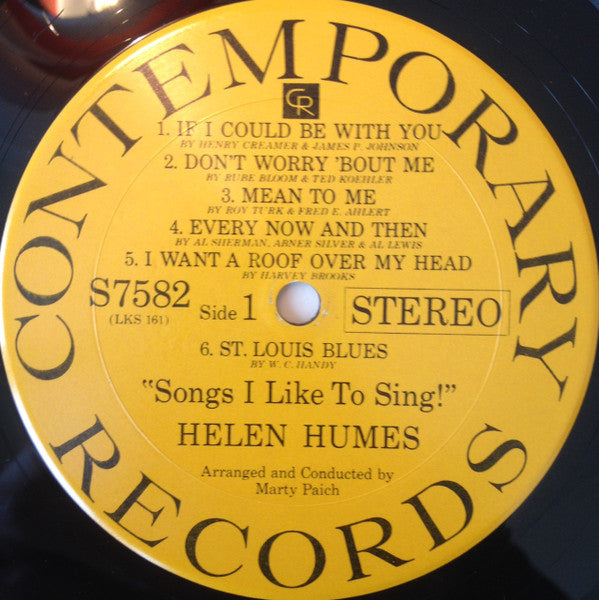 CONTEMPORARY
CR
1. IF I COULD BE WITH YOU
BY HENRY CREAMER & JAMES P. JOHNSON
2. DON'T WORRY 'BOUT ME
BY RUBE BLOOM & TED KOEHLER
3. MEAN TO ME
BY ROY TURK & FRED E. AHLERT
4. EVERY NOW AND THEN
BY AL SHERMAN, ABNER SILVER & AL LEWIS
5. I WANT A ROOF OVER MY HEAD
BY HARVEY BROOKS
S7582 Side 1 STEREO
(LKS 161)
6. ST. LOUIS BLUES
BY W. C. HANDY
"Songs I Like To Sing!"
HELEN HUMES
Arranged and Conducted by
Marty Paich
RECORDS